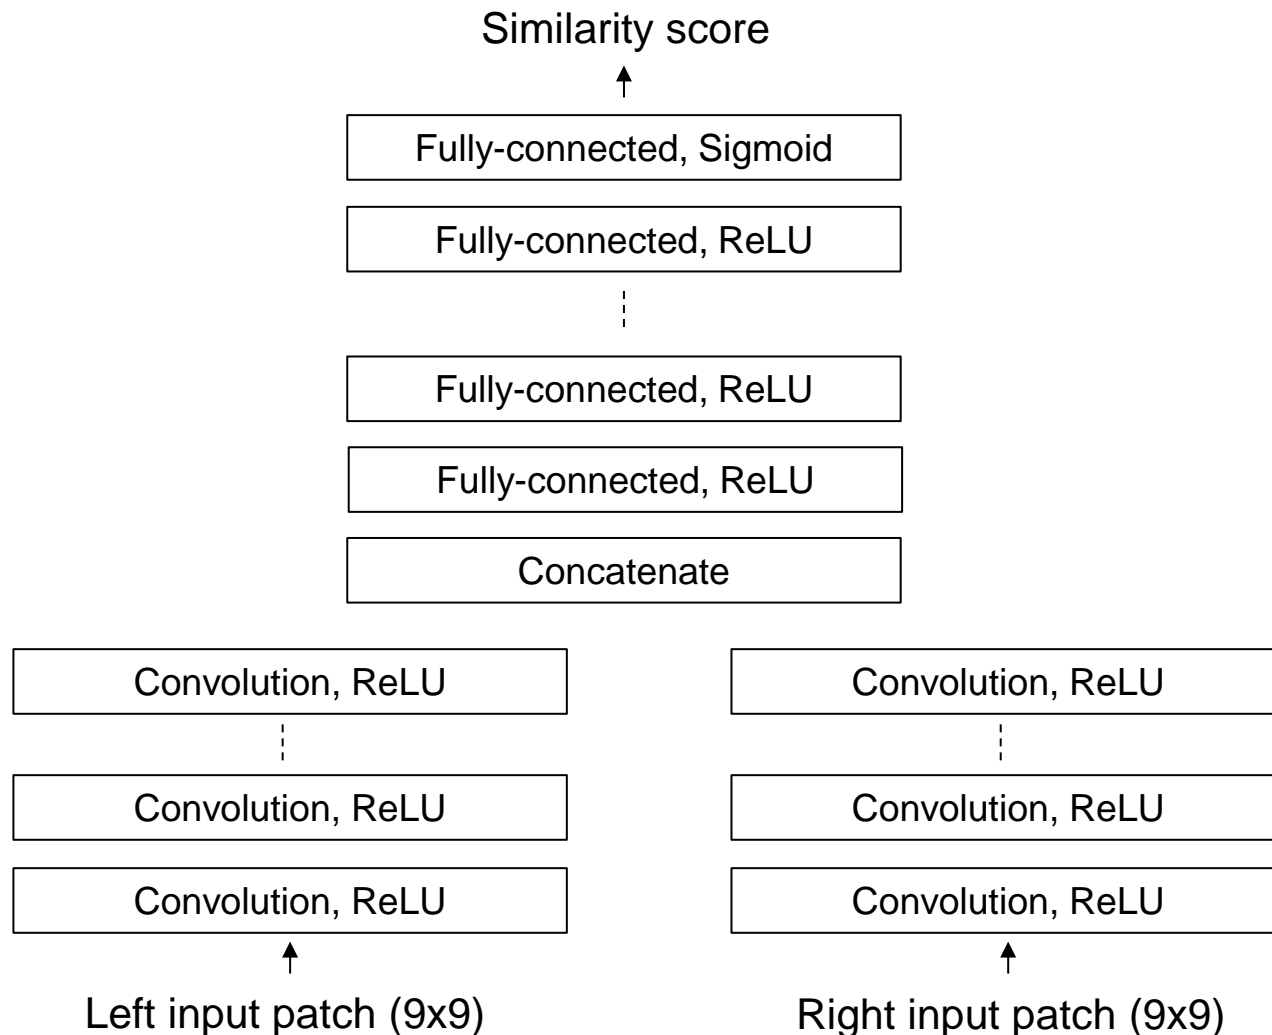 Similarity score
Fully-connected, Sigmoid
Fully-connected, ReLU
Fully-connected, ReLU
Fully-connected, ReLU
Concatenate
Convolution, ReLU
Convolution, ReLU
Convolution, ReLU
Convolution, ReLU
Convolution, ReLU
Convolution, ReLU
Left input patch (9x9)
Right input patch (9x9)